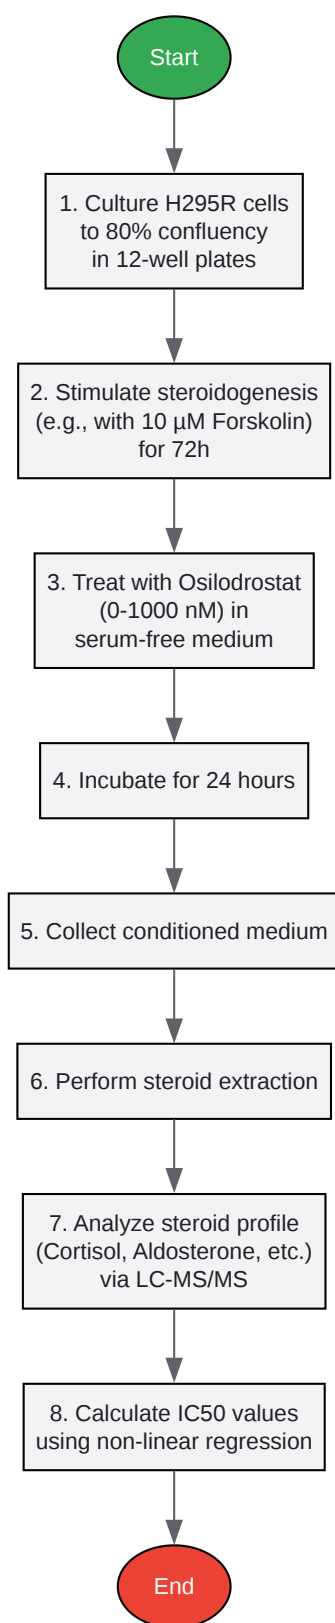 Start
1. Culture H295R cells
to 80% confluency
in 12-well plates
2. Stimulate steroidogenesis
(e.g., with 10 µM Forskolin)
for 72h
3. Treat with Osilodrostat
(0-1000 nM) in
serum-free medium
4. Incubate for 24 hours
5. Collect conditioned medium
6. Perform steroid extraction
7. Analyze steroid profile
(Cortisol, Aldosterone, etc.)
via LC-MS/MS
8. Calculate IC50 values
using non-linear regression
End